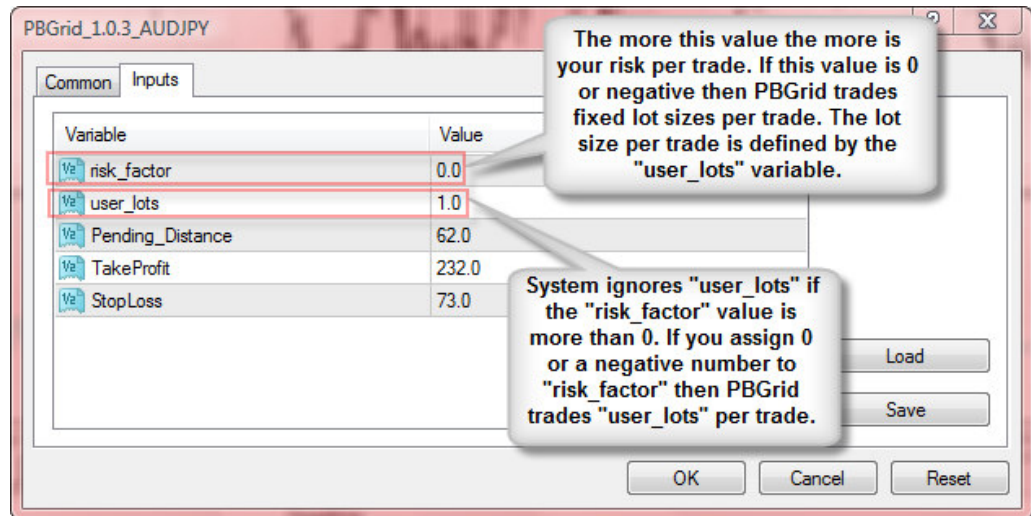 PBGrid_1.0.3_AUDJPY
The more this value the more is
your risk per trade. If this value is 0
or negative then PBGrid trades
fixed lot sizes per trade. The lot
size per trade is defined by the
"user_lots" variable.
Common Inputs
Variable Value
risk_factor 0.0
user_lots 1.0
Pending_Distance 62.0
TakeProfit 232.0
StopLoss 73.0
System ignores "user_lots" if
the "risk_factor" value is
more than 0. If you assign 0
or a negative number to
"risk_factor" then PBGrid
trades "user_lots" per trade.
Load
Save
OK Cancel Reset